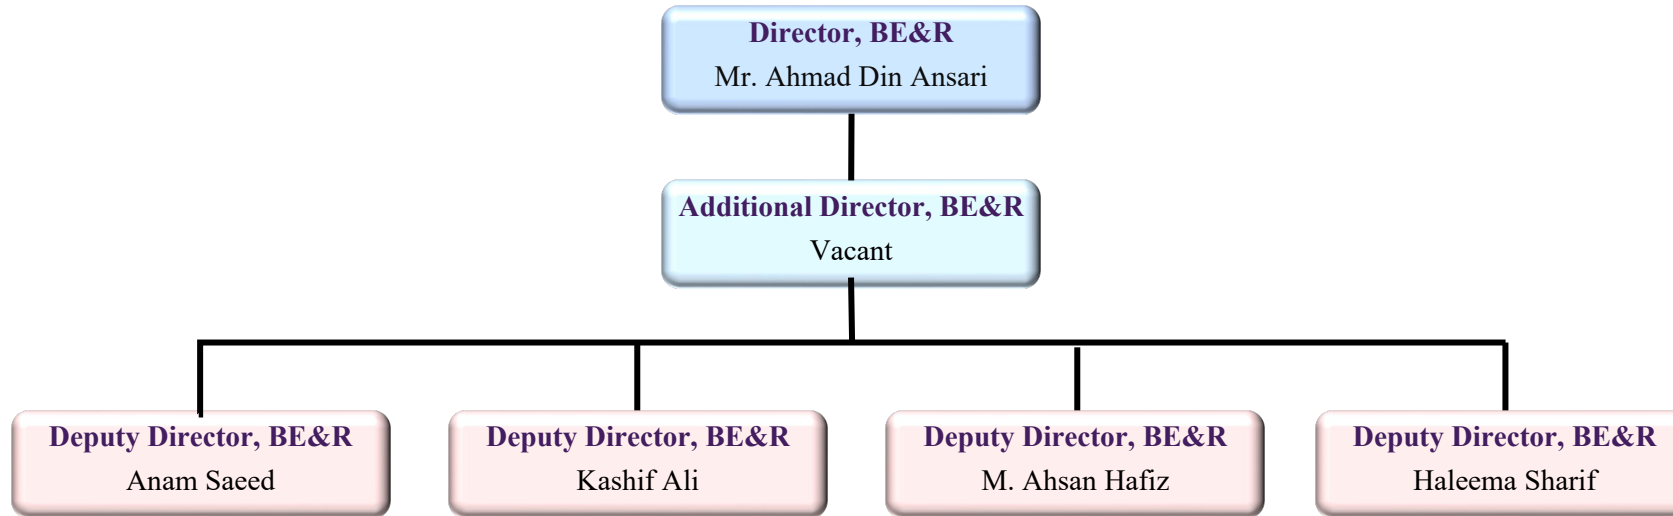 Director, BE&R
Mr. Ahmad Din Ansari
Additional Director, BE&R
Vacant
Deputy Director, BE&R
Anam Saeed
Deputy Director, BE&R
Kashif Ali
Deputy Director, BE&R
M. Ahsan Hafiz
Deputy Director, BE&R
Haleema Sharif